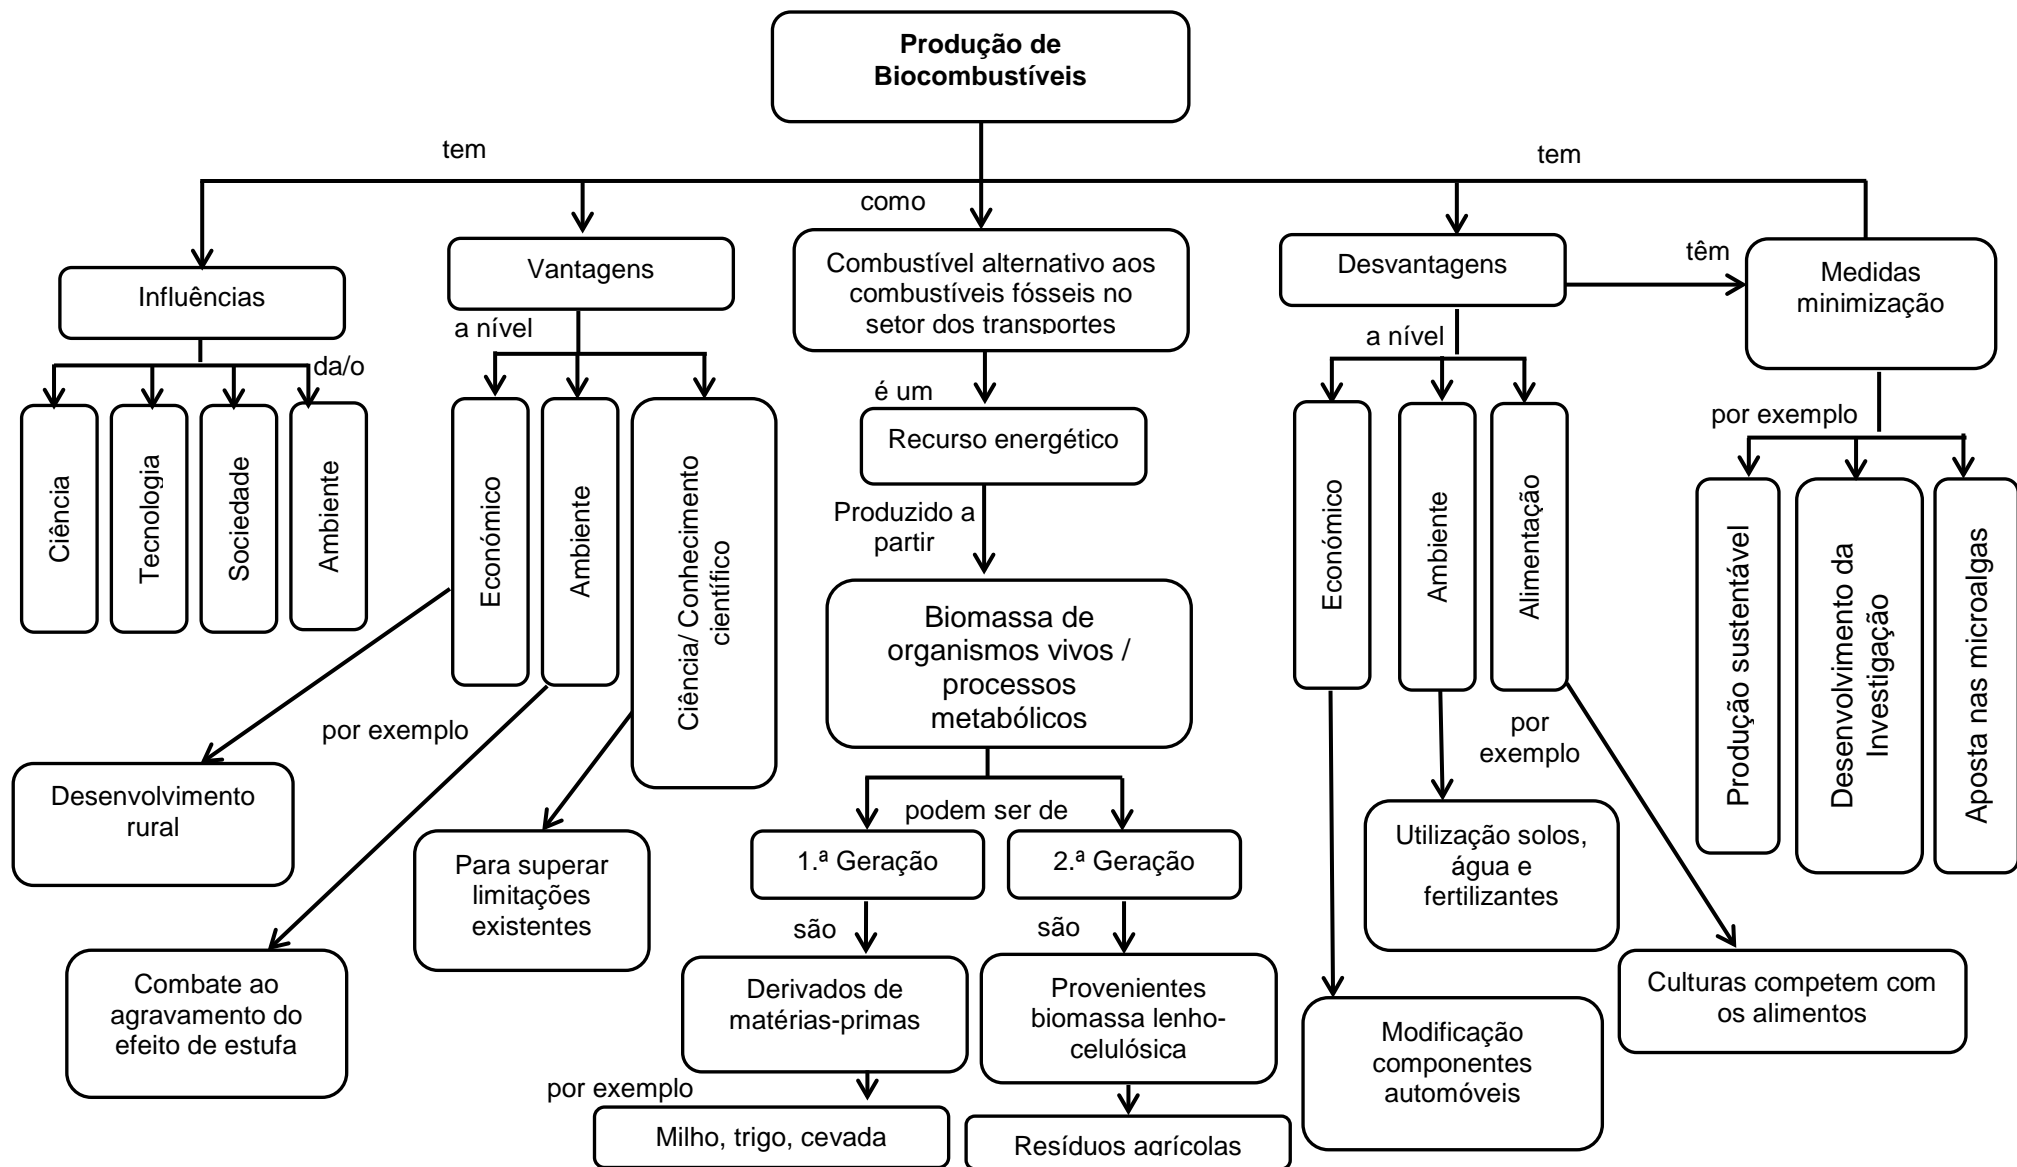 Produção de
Biocombustíveis
tem
tem
como
Influências
Vantagens
Combustível alternativo aos
combustíveis fósseis no
setor dos transportes
Desvantagens
têm
Medidas
minimização
da/o
a nível
a nível
é um
por exemplo
Ciência
Tecnologia
Sociedade
Ambiente
Económico
Ambiente
Ciência/ Conhecimento
científico
Recurso energético
Económico
Ambiente
Alimentação
Produção sustentável
Desenvolvimento da
Investigação
Aposta nas microalgas
Produzido a
partir
Biomassa de
organismos vivos /
processos
metabólicos
por exemplo
por
exemplo
Desenvolvimento
rural
podem ser de
Para superar
limitações
existentes
1.ª Geração
2.ª Geração
Utilização solos,
água e
fertilizantes
são
são
Combate ao
agravamento do
efeito de estufa
Derivados de
matérias-primas
Provenientes
biomassa lenho-
celulósica
Modificação
componentes
automóveis
Culturas competem com
os alimentos
por exemplo
Milho, trigo, cevada
Resíduos agrícolas